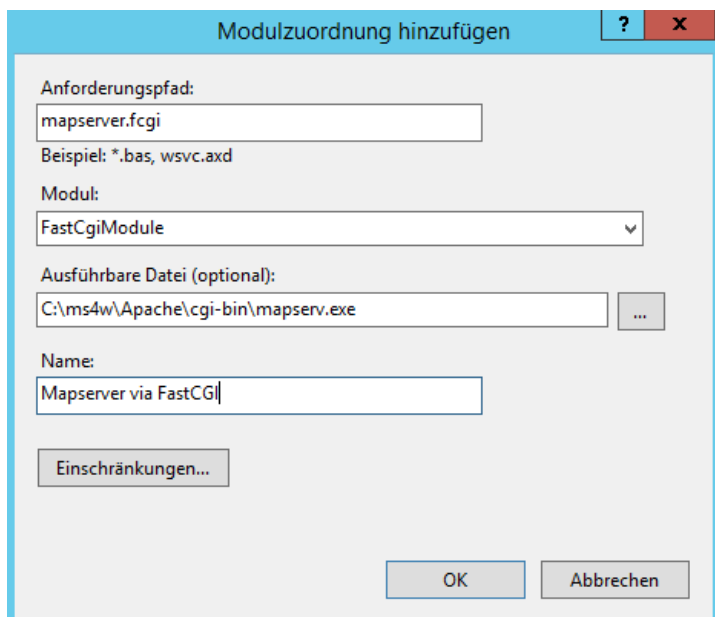 Modulzuordnung hinzufügen
?
x
Anforderungspfad:
mapserver.fcgi
Beispiel: *.bas, wsvc.axd
Modul:
FastCgiModule
Ausführbare Datei (optional):
C:\ms4w\Apache\cgi-bin\mapserv.exe
...
Name:
Mapserver via FastCGI
Einschränkungen...
OK
Abbrechen